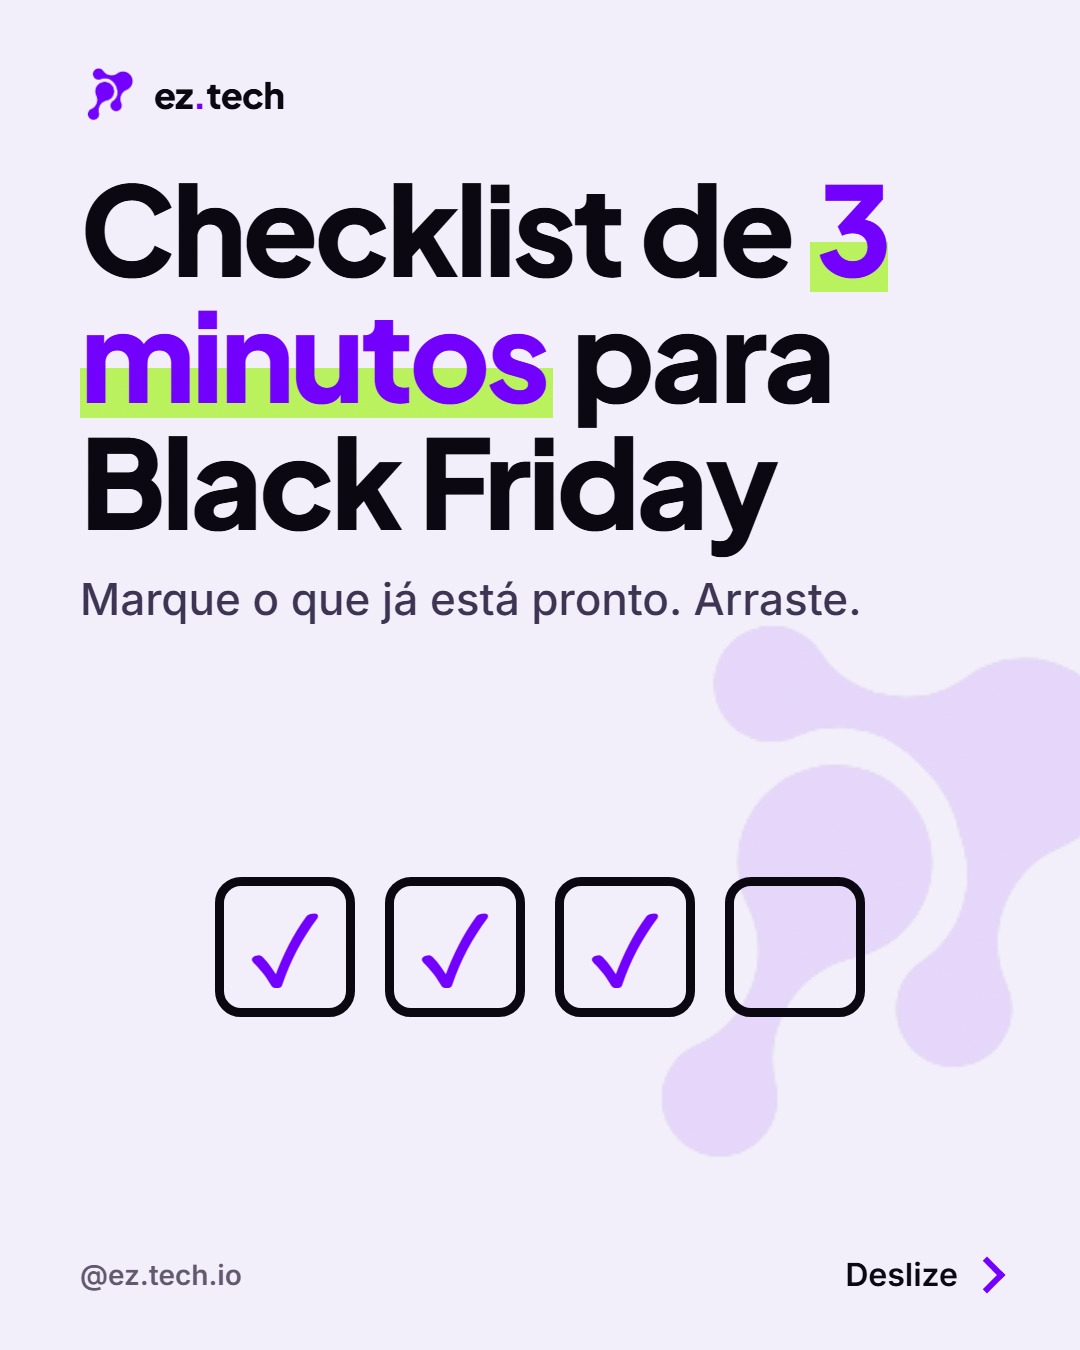 ez.tech
Checklist de 3
minutos para
Black Friday
Marque o que já está pronto. Arraste.
✓ ✓ ✓
@ez.tech.io
Deslize